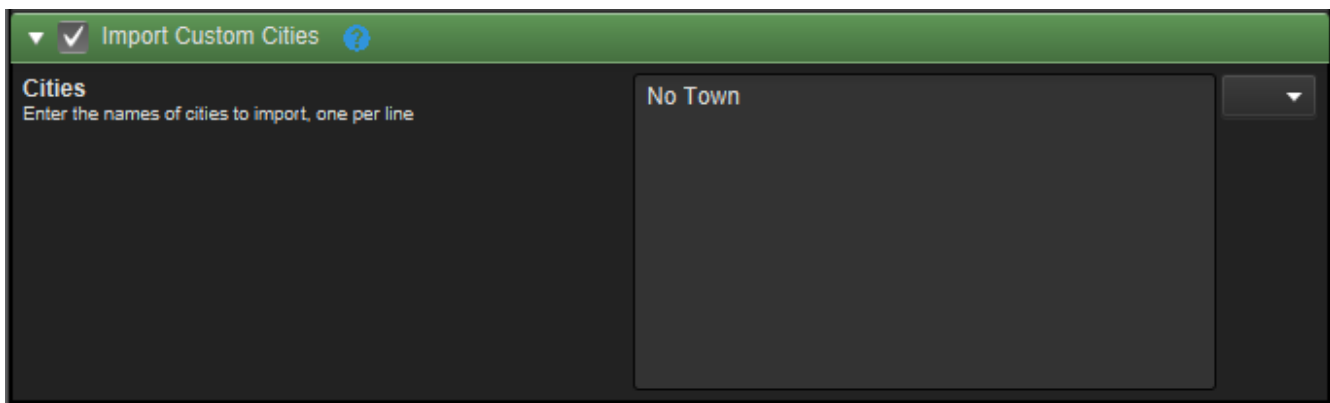 Import Custom Cities ?
Cities
No Town
Enter the names of cities to import, one per line